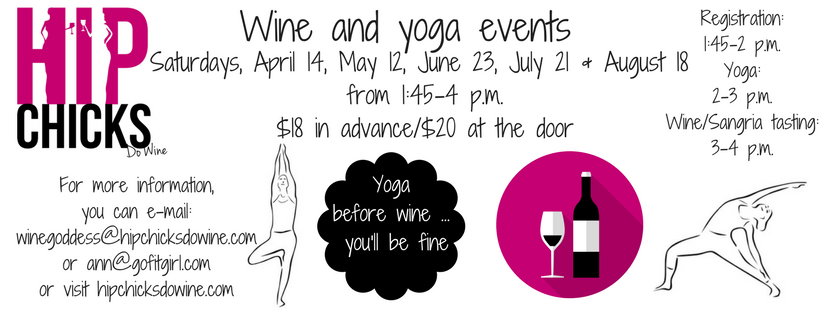 HIP
CHICKS
Do Wine
Wine and yoga events
Saturdays, April 14, May 12, June 23, July 21 & August 18
from 1:45-4 p.m.
$18 in advance/$20 at the door
Registration:
1:45-2 p.m.
Yoga:
2-3 p.m.
Wine/Sangria tasting:
3-4 p.m.
For more information,
you can e-mail:
winegoddess@hipchicksdowine.com
or ann@gofitgirl.com
or visit hipchicksdowine.com
Yoga
before wine ...
you'll be fine